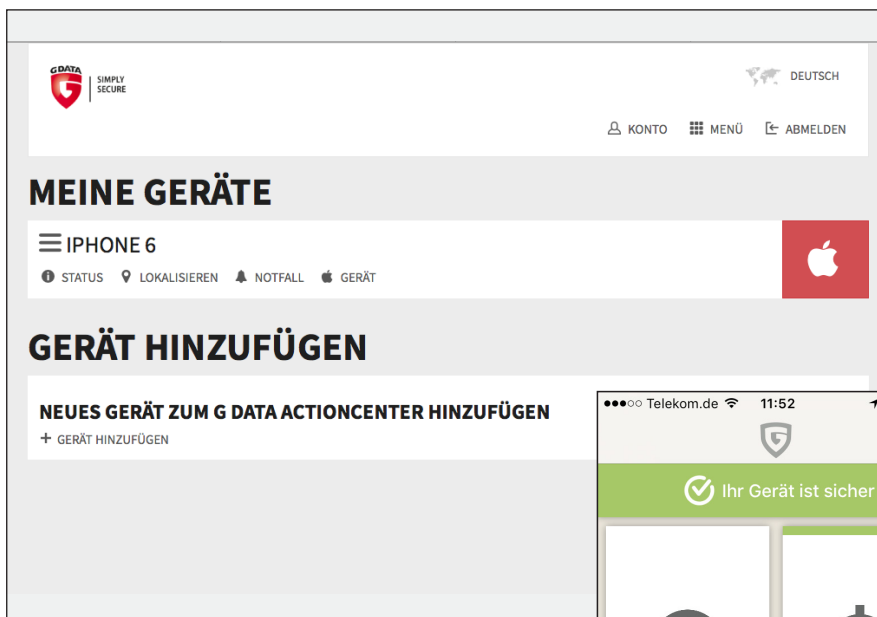 G DATA
SIMPLY
SECURE
DEUTSCH
KONTO MENÜ ABMELDEN
MEINE GERÄTE
IPHONE 6
STATUS LOKALISIEREN NOTFALL GERÄT
GERÄT HINZUFÜGEN
NEUES GERÄT ZUM G DATA ACTIONCENTER HINZUFÜGEN
+ GERÄT HINZUFÜGEN
Telekom.de 11:52
Ihr Gerät ist sicher